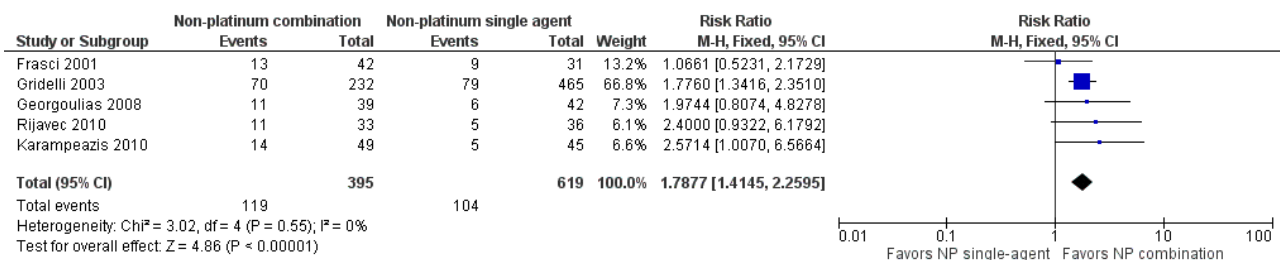 Non-platinum combination Non-platinum single agent Risk Ratio Risk Ratio
Study or Subgroup Events Total Events Total Weight M-H, Fixed, 95% CI M-H, Fixed, 95% CI
Frasci 2001 13 42 9 31 13.2% 1.0661 [0.5231, 2.1729]
Gridelli 2003 70 232 79 465 66.8% 1.7760 [1.3416, 2.3510]
Georgoulias 2008 11 39 6 42 7.3% 1.9744 [0.8074, 4.8278]
Rijavec 2010 11 33 5 36 6.1% 2.4000 [0.9322, 6.1792]
Karampeazis 2010 14 49 5 45 6.6% 2.5714 [1.0070, 6.5664]
Total (95% CI) 395 619 100.0% 1.7877 [1.4145, 2.2595]
Total events 119 104
Heterogeneity: Chi² = 3.02, df = 4 (P = 0.55); I² = 0%
Test for overall effect: Z = 4.86 (P < 0.00001)
0.01 0.1 1 10 100
Favors NP single-agent Favors NP combination